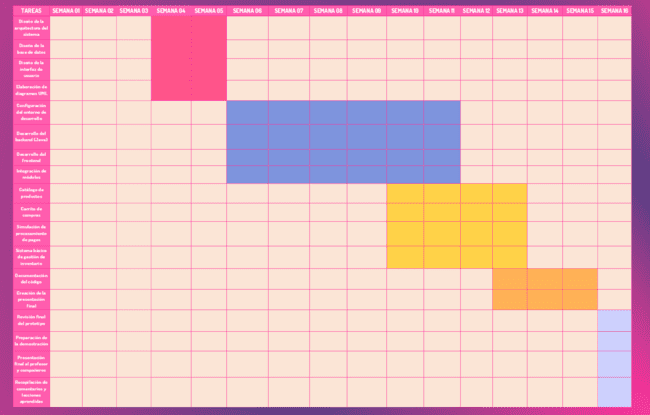 TAREAS SEMANA 01 SEMANA 02 SEMANA 03 SEMANA 04 SEMANA 05 SEMANA 06 SEMANA 07 SEMANA 08 SEMANA 09 SEMANA 10 SEMANA 11 SEMANA 12 SEMANA 13 SEMANA 14 SEMANA 15 SEMANA 16
Diseño de la
arquitectura del
sistema
Diseño de la
base de datos
Diseño de la
interfaz de
usuario
Elaboración de
diagramas UML
Configuración
del entorno de
desarrollo
Desarrollo del
backend
Desarrollo del
frontend
Integración de
módulos
Catálogo de
productos
Carrito de
compras
Simulación de
procesamiento
de pagos
Sistema básico
de gestión de
inventario
Documentación
del código
Creación de la
presentación
final
Revisión final
del prototipo
Preparación de
la demostración
Presentación
final al profesor
y compañeros
Recopilación de
comentarios y
lecciones
aprendidas